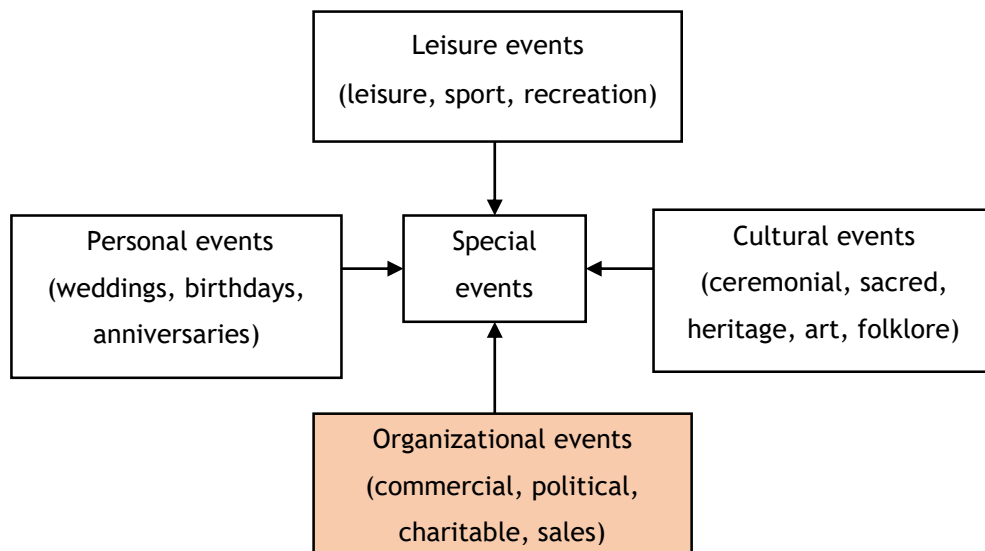 Leisure events
(leisure, sport, recreation)
Personal events
(weddings, birthdays,
anniversaries)
Special
events
Cultural events
(ceremonial, sacred,
heritage, art, folklore)
Organizational events
(commercial, political,
charitable, sales)